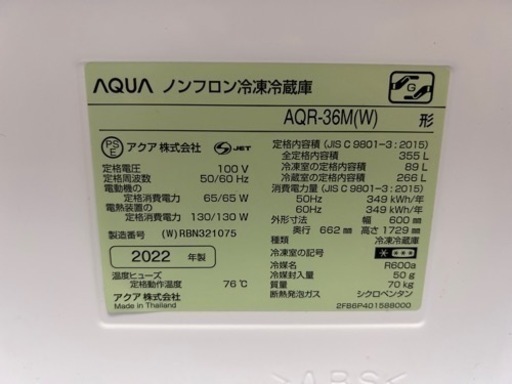 AQUA ノンフロン冷凍冷蔵庫
G
AQR-36M(W) 形
PS E アクア株式会社 S JET
定格電圧 100 V
定格周波数 50/60 Hz
電動機の
定格消費電力 65/65 W
電熱装置の
定格消費電力 130/130 W
製造番号 (W)RBN321075
2022 年製
温度ヒューズ
定格動作温度 76℃
アクア株式会社
Made in Thailand
定格内容積 (JIS C 9801-3 : 2015)
全定格内容積 355 L
冷凍室の定格内容積 89 L
冷蔵室の定格内容積 266 L
消費電力量 (JIS C 9801-3 : 2015)
50Hz 349 kWh/年
60Hz 349 kWh/年
外形寸法 幅 600 mm
奥行 662 mm 高さ 1729 mm
種類 冷凍冷蔵庫
冷凍室の記号
冷媒名 R600a
冷媒封入量 50 g
質量 70 kg
断熱発泡ガス シクロペンタン
2FB6P401588000
>ABS<